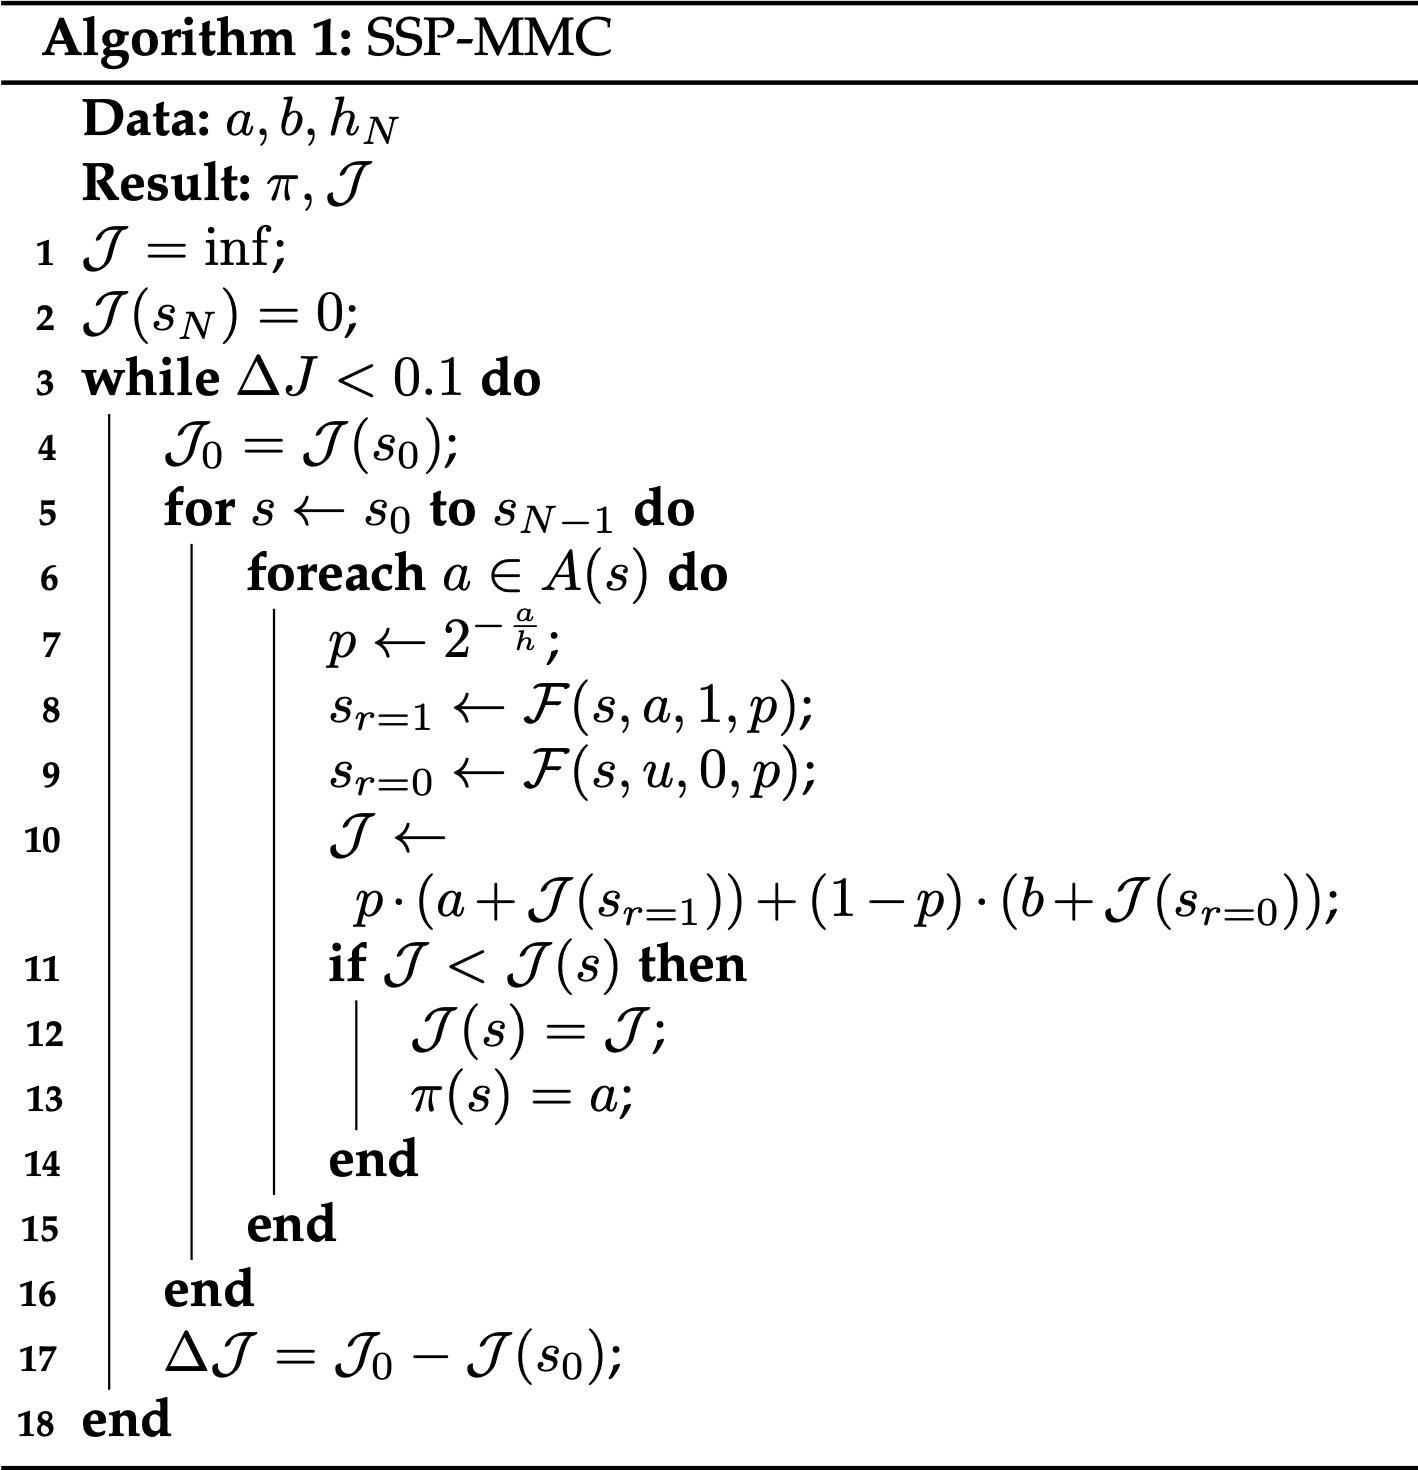 Algorithm 1: SSP-MMC
Data: a, b, h_N
Result: π, 𝒥
1 𝒥 = inf;
2 𝒥(s_N) = 0;
3 while ΔJ < 0.1 do
4 𝒥_0 = 𝒥(s_0);
5 for s ← s_0 to s_{N−1} do
6 foreach a ∈ A(s) do
7 p ← 2^{−a/h};
8 s_{r=1} ← ℱ(s, a, 1, p);
9 s_{r=0} ← ℱ(s, u, 0, p);
10 𝒥 ←
p · (a + 𝒥(s_{r=1})) + (1 − p) · (b + 𝒥(s_{r=0}));
11 if 𝒥 < 𝒥(s) then
12 𝒥(s) = 𝒥;
13 π(s) = a;
14 end
15 end
16 end
17 Δ𝒥 = 𝒥_0 − 𝒥(s_0);
18 end